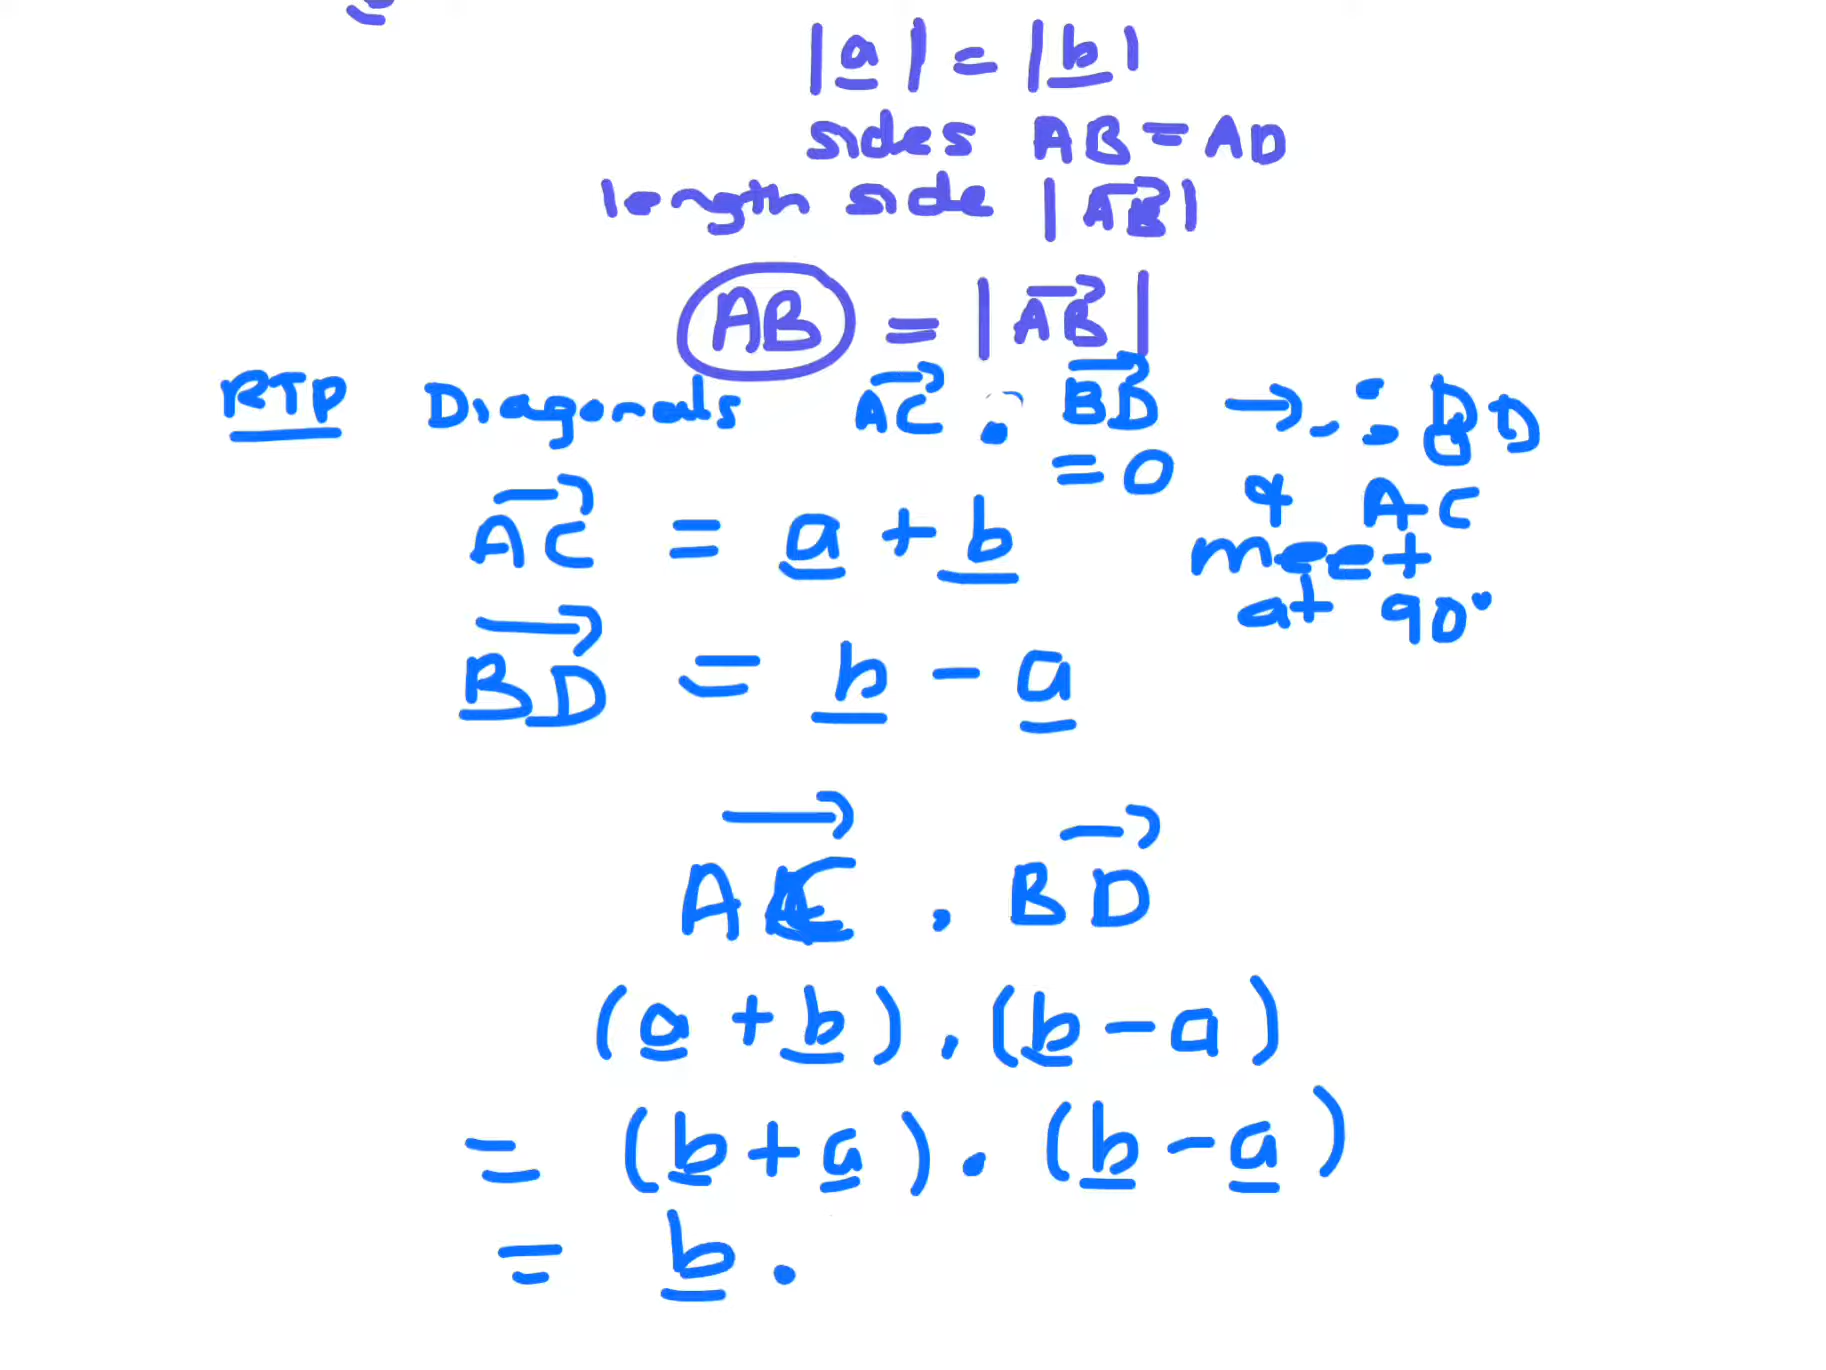 |a| = |b|
sides AB = AD
length side |AB|
AB = |AB|
RTP Diagonals AC . BD → ∴ BD
= 0
& AC
meet
at 90°
AC = a + b
BD = b - a
AC . BD
(a + b) . (b - a)
= (b + a) . (b - a)
= b .